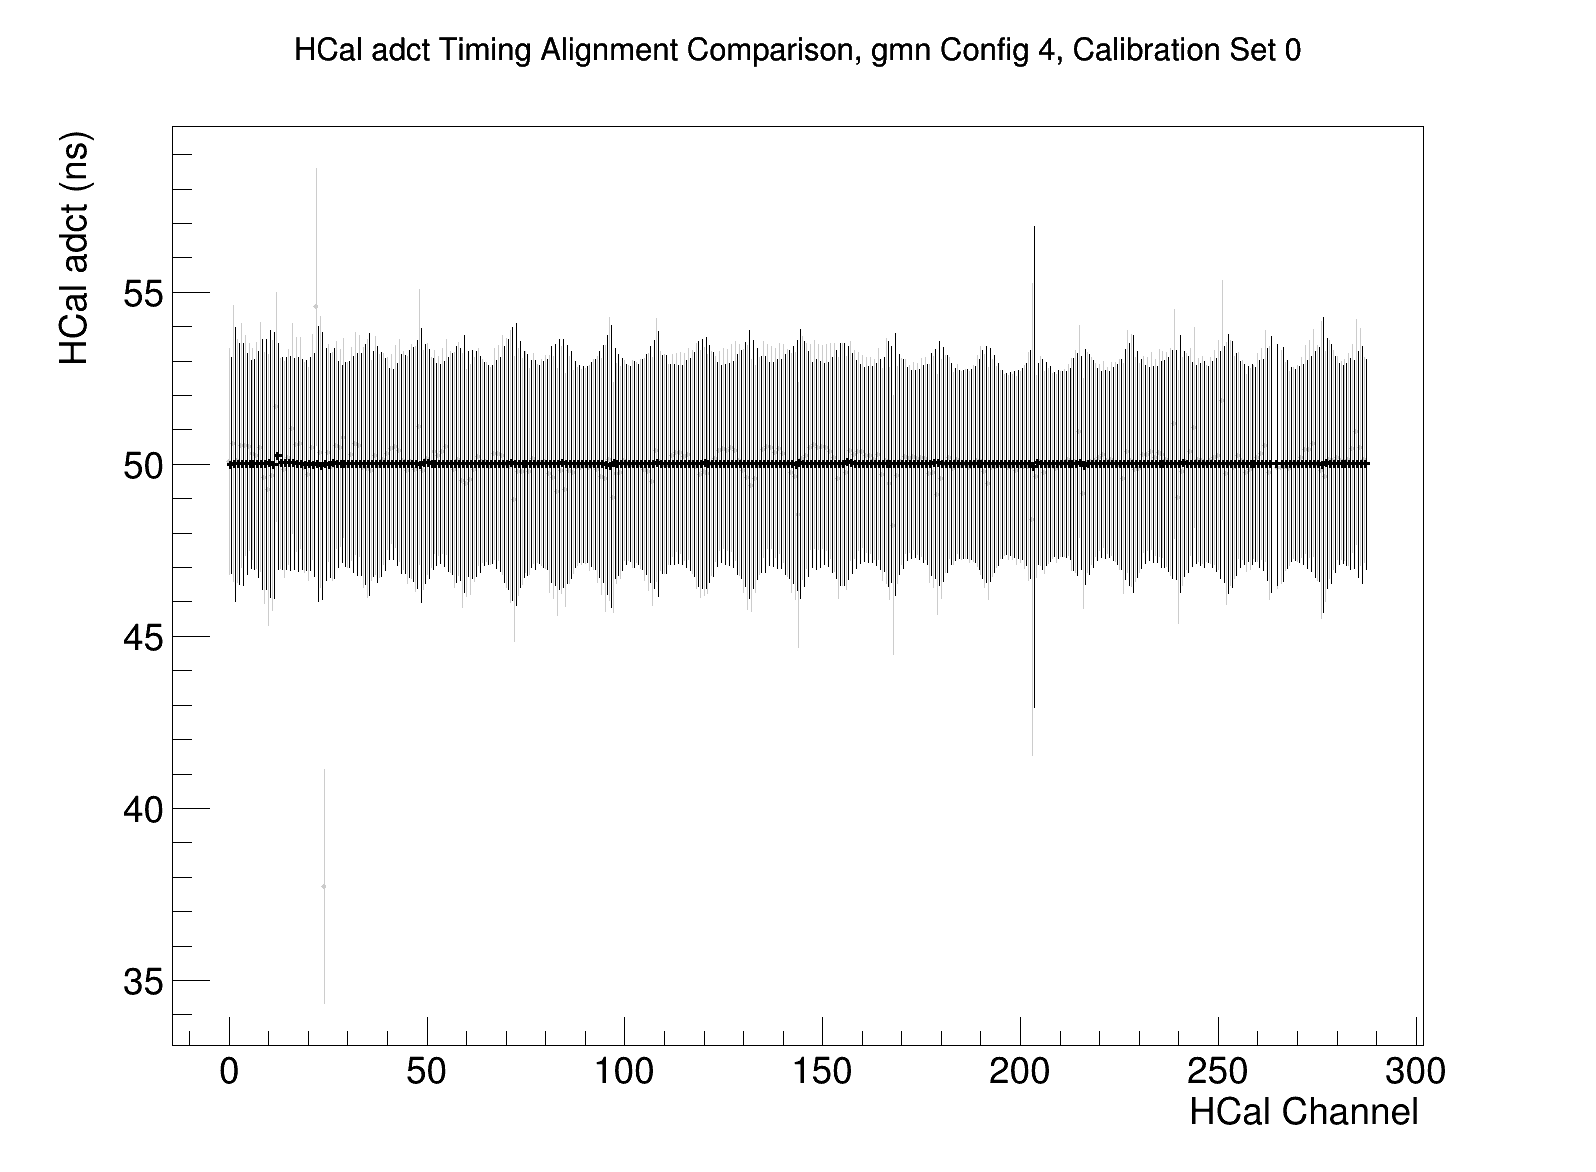 HCal adct Timing Alignment Comparison, gmn Config 4, Calibration Set 0
HCal adct (ns)
55
50
45
40
35
0 50 100 150 200 250 300
HCal Channel